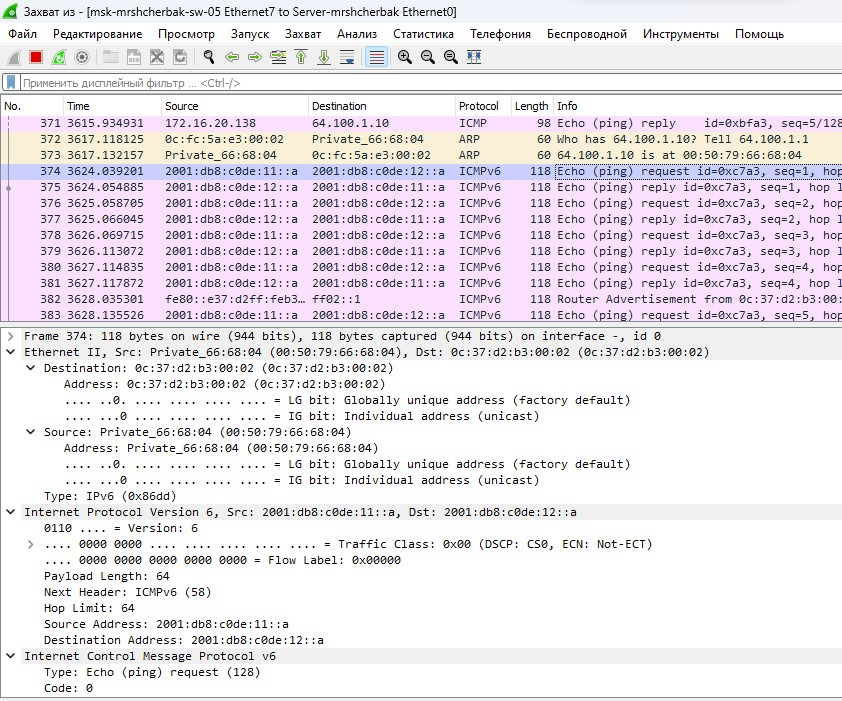 Захват из - [msk-mrshcherbak-sw-05 Ethernet7 to Server-mrshcherbak Ethernet0]
Файл Редактирование Просмотр Запуск Захват Анализ Статистика Телефония Беспроводной Инструменты Помощь
Применить дисплейный фильтр ... <Ctrl-/>
No. Time Source Destination Protocol Length Info
371 3615.934931 172.16.20.138 64.100.1.10 ICMP 98 Echo (ping) reply id=0xbfa3, seq=5/128
372 3617.118125 0c:fc:5a:e3:00:02 Private_66:68:04 ARP 60 Who has 64.100.1.10? Tell 64.100.1.1
373 3617.132157 Private_66:68:04 0c:fc:5a:e3:00:02 ARP 60 64.100.1.10 is at 00:50:79:66:68:04
374 3624.039201 2001:db8:c0de:11::a 2001:db8:c0de:12::a ICMPv6 118 Echo (ping) request id=0xc7a3, seq=1, hop
375 3624.054885 2001:db8:c0de:12::a 2001:db8:c0de:11::a ICMPv6 118 Echo (ping) reply id=0xc7a3, seq=1, hop l
376 3625.058705 2001:db8:c0de:11::a 2001:db8:c0de:12::a ICMPv6 118 Echo (ping) request id=0xc7a3, seq=2, hop
377 3625.066045 2001:db8:c0de:12::a 2001:db8:c0de:11::a ICMPv6 118 Echo (ping) reply id=0xc7a3, seq=2, hop l
378 3626.069715 2001:db8:c0de:11::a 2001:db8:c0de:12::a ICMPv6 118 Echo (ping) request id=0xc7a3, seq=3, hop
379 3626.113072 2001:db8:c0de:12::a 2001:db8:c0de:11::a ICMPv6 118 Echo (ping) reply id=0xc7a3, seq=3, hop l
380 3627.114835 2001:db8:c0de:11::a 2001:db8:c0de:12::a ICMPv6 118 Echo (ping) request id=0xc7a3, seq=4, hop
381 3627.117872 2001:db8:c0de:12::a 2001:db8:c0de:11::a ICMPv6 118 Echo (ping) reply id=0xc7a3, seq=4, hop l
382 3628.035301 fe80::e37:d2ff:feb3... ff02::1 ICMPv6 118 Router Advertisement from 0c:37:d2:b3:00:
383 3628.135526 2001:db8:c0de:11::a 2001:db8:c0de:12::a ICMPv6 118 Echo (ping) request id=0xc7a3, seq=5, hop
Frame 374: 118 bytes on wire (944 bits), 118 bytes captured (944 bits) on interface -, id 0
Ethernet II, Src: Private_66:68:04 (00:50:79:66:68:04), Dst: 0c:37:d2:b3:00:02 (0c:37:d2:b3:00:02)
Destination: 0c:37:d2:b3:00:02 (0c:37:d2:b3:00:02)
Address: 0c:37:d2:b3:00:02 (0c:37:d2:b3:00:02)
.... ..0. .... .... .... .... = LG bit: Globally unique address (factory default)
.... ...0 .... .... .... .... = IG bit: Individual address (unicast)
Source: Private_66:68:04 (00:50:79:66:68:04)
Address: Private_66:68:04 (00:50:79:66:68:04)
.... ..0. .... .... .... .... = LG bit: Globally unique address (factory default)
.... ...0 .... .... .... .... = IG bit: Individual address (unicast)
Type: IPv6 (0x86dd)
Internet Protocol Version 6, Src: 2001:db8:c0de:11::a, Dst: 2001:db8:c0de:12::a
0110 .... = Version: 6
.... 0000 0000 .... .... .... .... .... = Traffic Class: 0x00 (DSCP: CS0, ECN: Not-ECT)
.... 0000 0000 0000 0000 0000 = Flow Label: 0x00000
Payload Length: 64
Next Header: ICMPv6 (58)
Hop Limit: 64
Source Address: 2001:db8:c0de:11::a
Destination Address: 2001:db8:c0de:12::a
Internet Control Message Protocol v6
Type: Echo (ping) request (128)
Code: 0